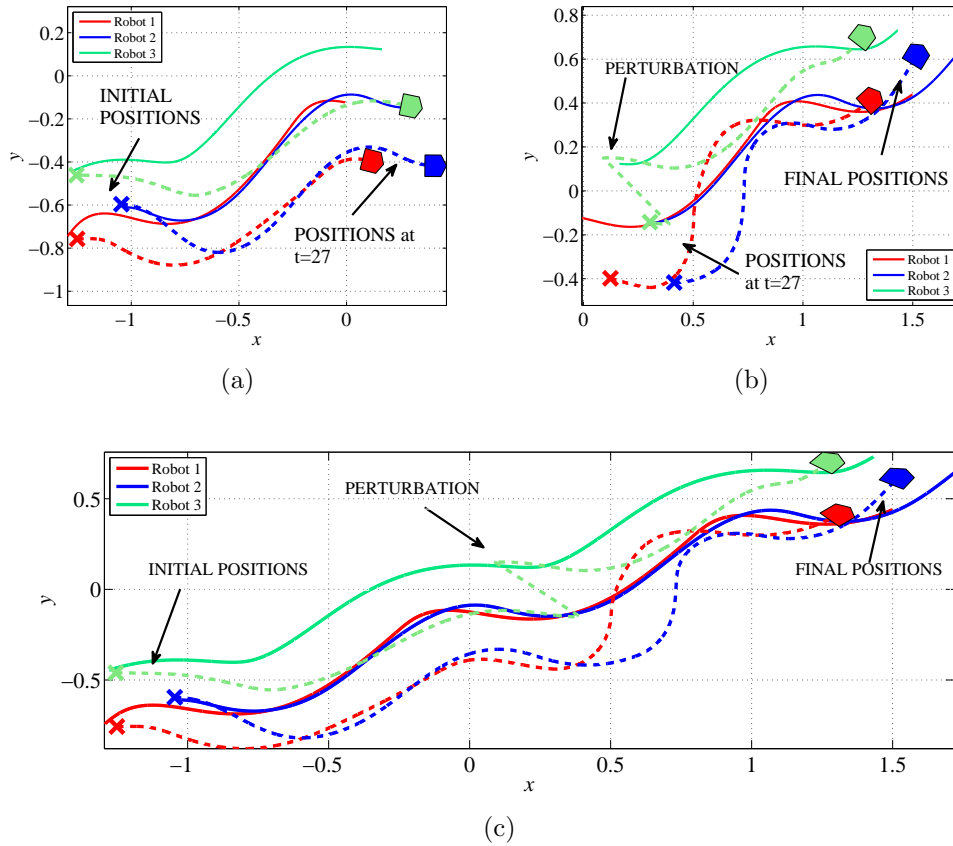 Robot 1
Robot 2
Robot 3
0
−0.2
−0.4
−0.6
−0.8
−1
y
INITIAL
POSITIONS
POSITIONS at
t=27
−1
−0.5
0
x
(a)
0.8
0.6
0.4
0.2
0
−0.2
−0.4
y
PERTURBATION
FINAL POSITIONS
POSITIONS
at t=27
Robot 1
Robot 2
Robot 3
0
0.5
1
1.5
x
(b)
Robot 1
Robot 2
Robot 3
0.5
0
−0.5
y
PERTURBATION
INITIAL POSITIONS
FINAL POSITIONS
−1
−0.5
0
0.5
1
1.5
x
(c)